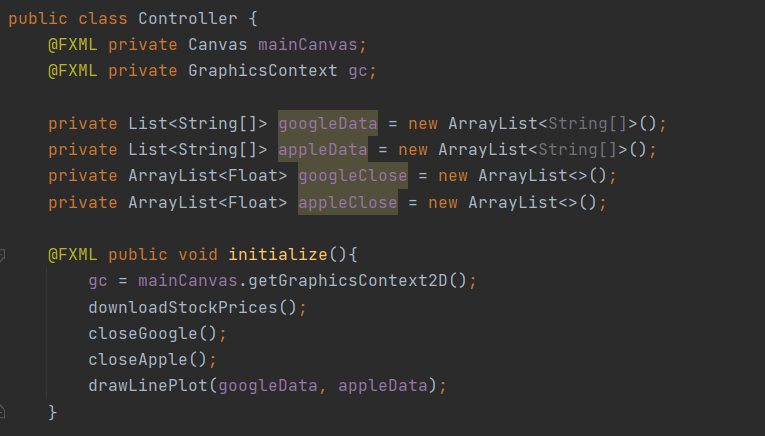 public class Controller {
    @FXML private Canvas mainCanvas;
    @FXML private GraphicsContext gc;

    private List<String[]> googleData = new ArrayList<String[]>();
    private List<String[]> appleData = new ArrayList<String[]>();
    private ArrayList<Float> googleClose = new ArrayList<>();
    private ArrayList<Float> appleClose = new ArrayList<>();

    @FXML public void initialize(){
        gc = mainCanvas.getGraphicsContext2D();
        downloadStockPrices();
        closeGoogle();
        closeApple();
        drawLinePlot(googleData, appleData);
    }